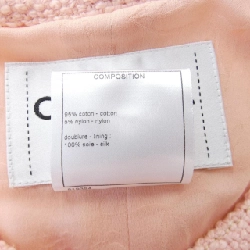 COMPOSITION
95% coton - cotton
5% nylon - nylon
doublure - lining :
100% soie - silk